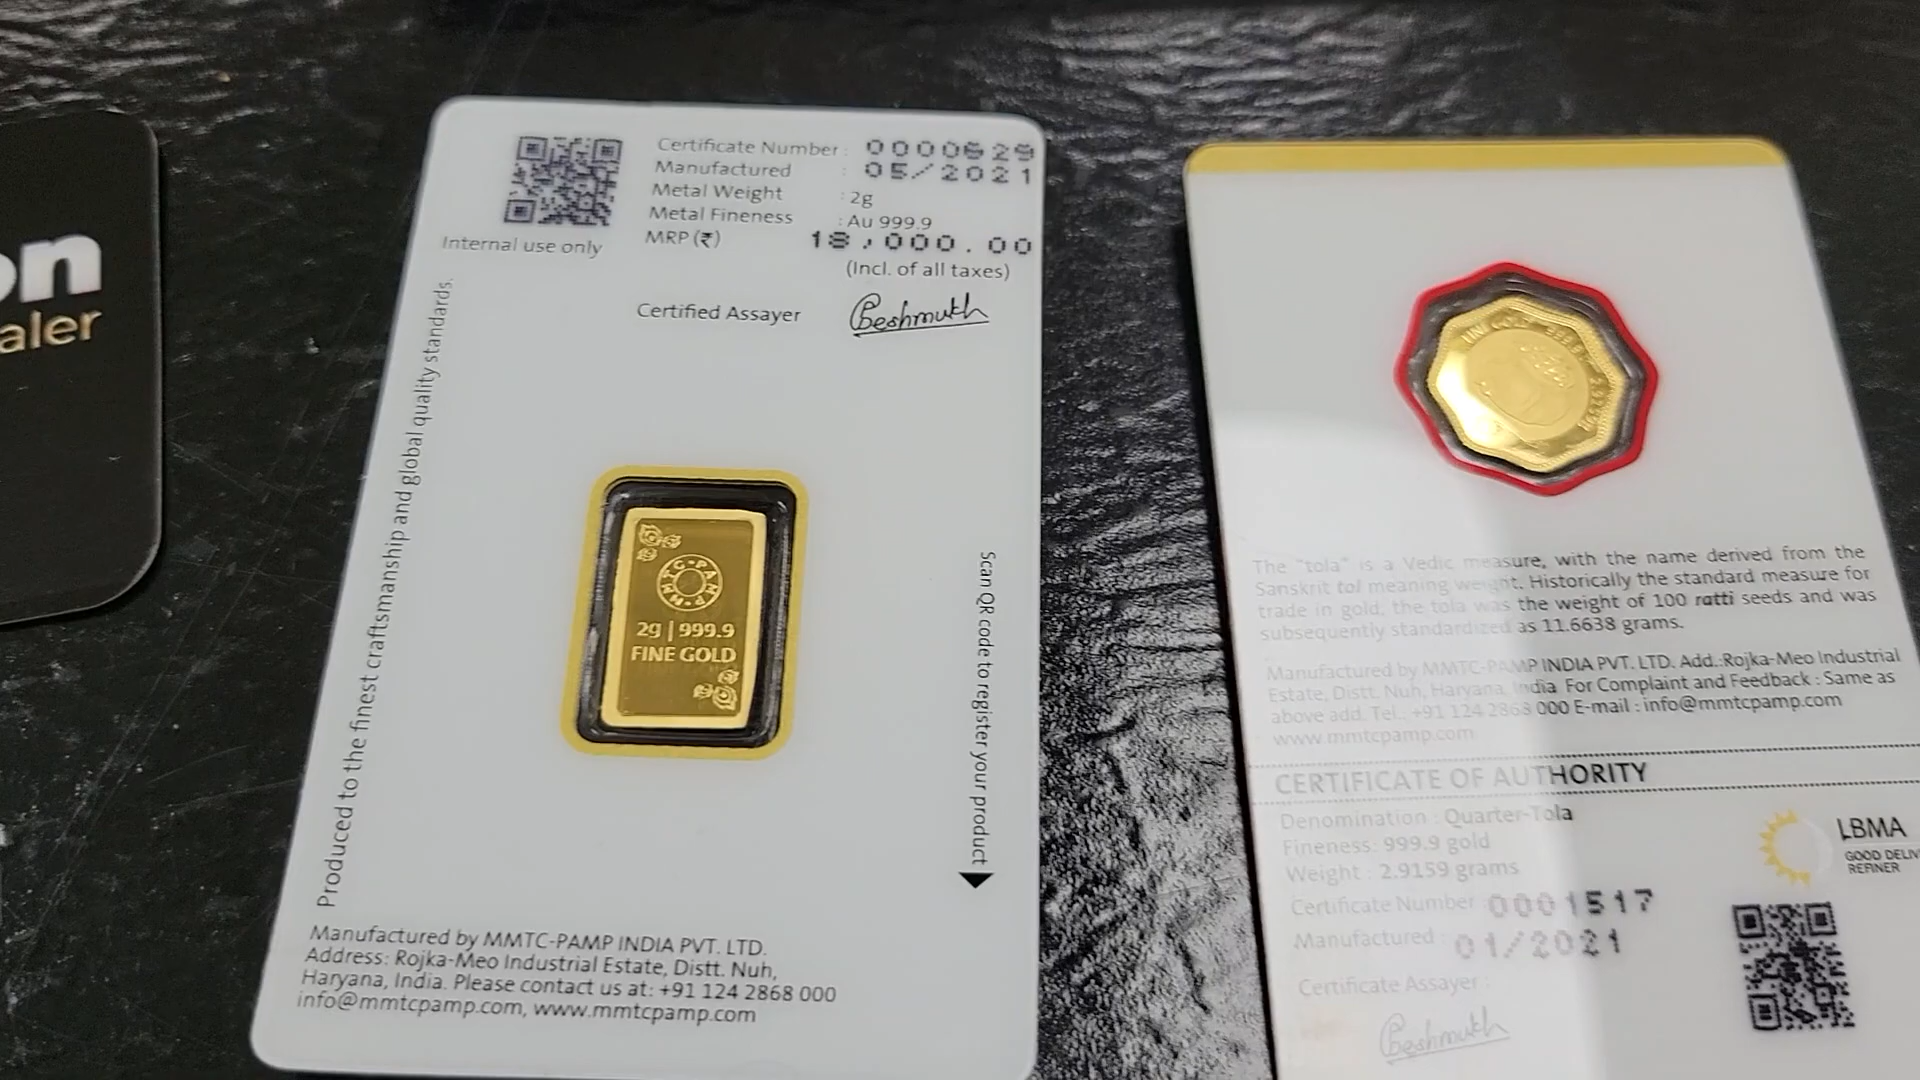 on
aler
Internal use only
Certificate Number : 0000629
Manufactured : 05/2021
Metal Weight : 2g
Metal Fineness : Au 999.9
MRP (₹) 18,000.00
(Incl. of all taxes)
Certified Assayer
Produced to the finest craftsmanship and global quality standards.
MMTC-PAMP
2g | 999.9
FINE GOLD
Scan QR code to register your product
Manufactured by MMTC-PAMP INDIA PVT. LTD.
Address: Rojka-Meo Industrial Estate, Distt. Nuh,
Haryana, India. Please contact us at: +91 124 2868 000
info@mmtcpamp.com, www.mmtcpamp.com
The "tola" is a Vedic measure, with the name derived from the
Sanskrit tol meaning weight. Historically the standard measure for
trade in gold, the tola was the weight of 100 ratti seeds and was
subsequently standardized as 11.6638 grams.
Manufactured by MMTC-PAMP INDIA PVT. LTD. Add.:Rojka-Meo Industrial
Estate, Distt. Nuh, Haryana, India For Complaint and Feedback : Same as
above add. Tel.: +91 124 2868 000 E-mail : info@mmtcpamp.com
www.mmtcpamp.com
CERTIFICATE OF AUTHORITY
Denomination : Quarter-Tola
Fineness: 999.9 gold
Weight : 2.9159 grams
Certificate Number 0001517
Manufactured : 01/2021
Certificate Assayer :
LBMA
GOOD DELIV
REFINER